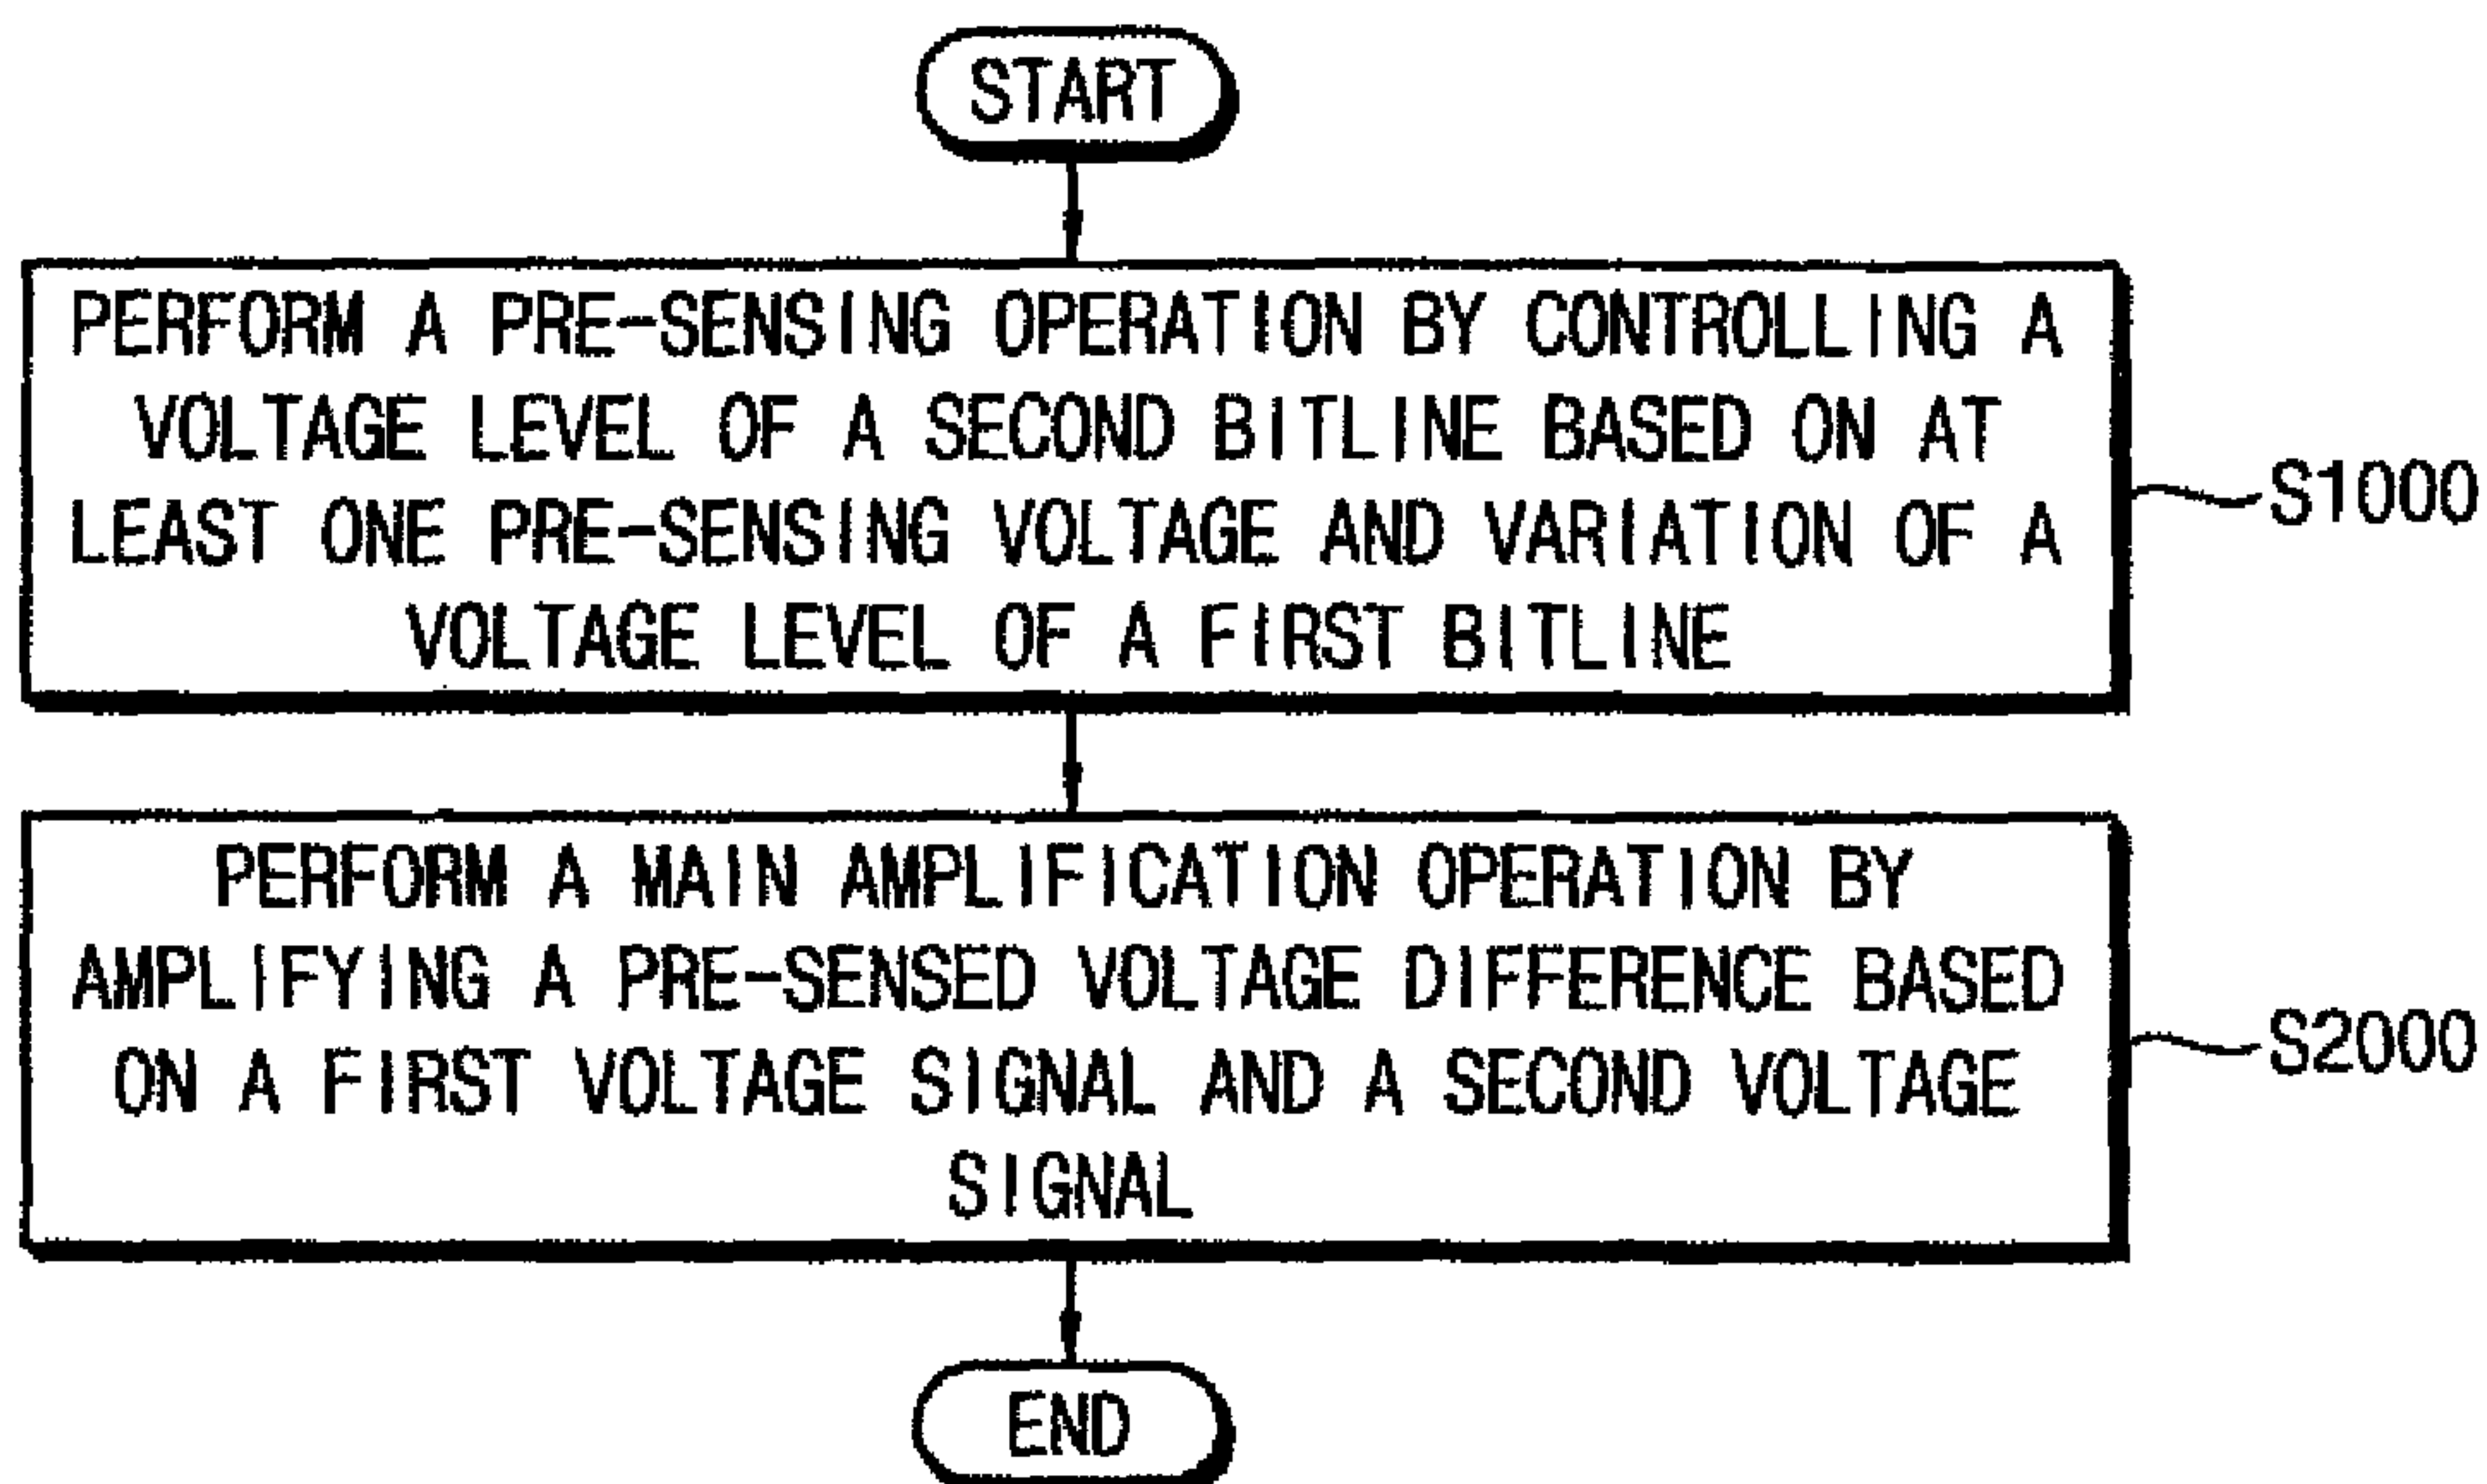 START
PERFORM A PRE-SENSING OPERATION BY CONTROLLING A
VOLTAGE LEVEL OF A SECOND BITLINE BASED ON AT
LEAST ONE PRE-SENSING VOLTAGE AND VARIATION OF A
VOLTAGE LEVEL OF A FIRST BITLINE
S1000
PERFORM A MAIN AMPLIFICATION OPERATION BY
AMPLIFYING A PRE-SENSED VOLTAGE DIFFERENCE BASED
ON A FIRST VOLTAGE SIGNAL AND A SECOND VOLTAGE
SIGNAL
S2000
END